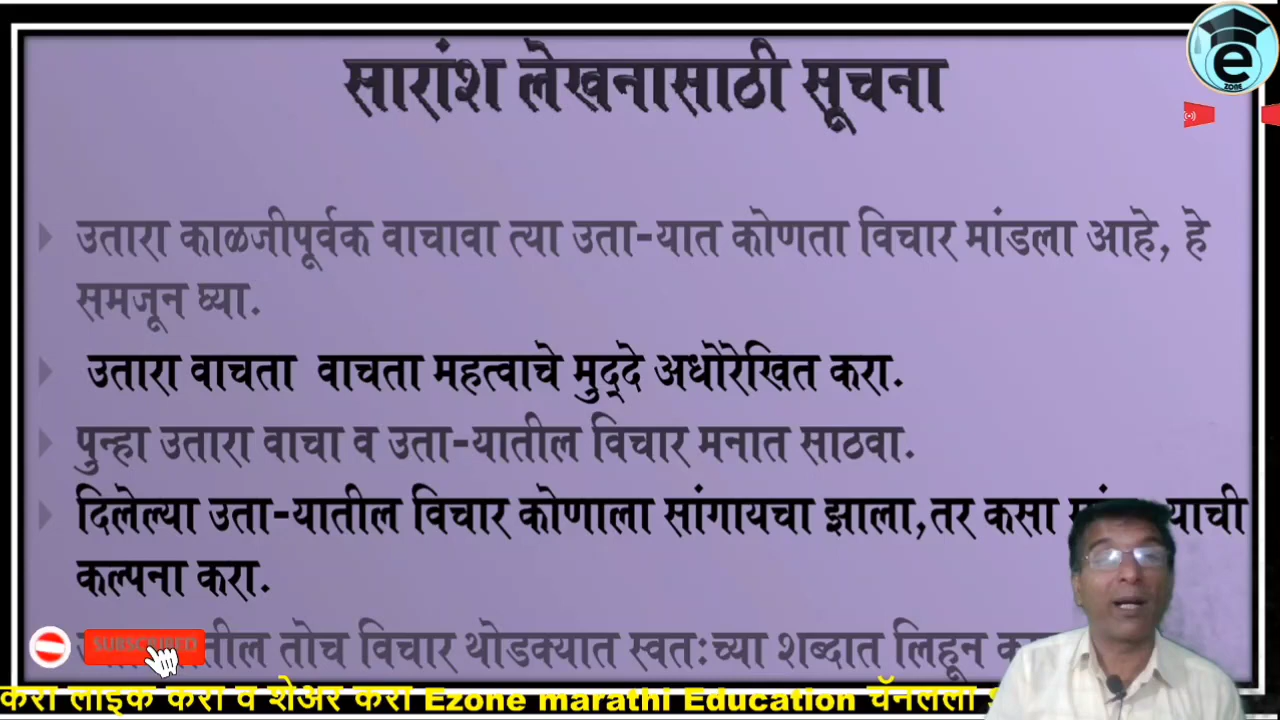 सारांश लेखनासाठी सूचना
e
ZONE
उतारा काळजीपूर्वक वाचावा त्या उता-यात कोणता विचार मांडला आहे, हे
समजून घ्या.
उतारा वाचता वाचता महत्वाचे मुद्दे अधोरेखित करा.
पुन्हा उतारा वाचा व उता-यातील विचार मनात साठवा.
दिलेल्या उता-यातील विचार कोणाला सांगायचा झाला,तर कसा
कल्पना करा.
तोच विचार थोडक्यात स्वत:च्या शब्दात लिहून
SUBSCRIBED
करा लाइक करा व शेअर करा Ezone marathi Education चॅनलला